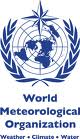 World
Meteorological
Organization
Weather • Climate • Water